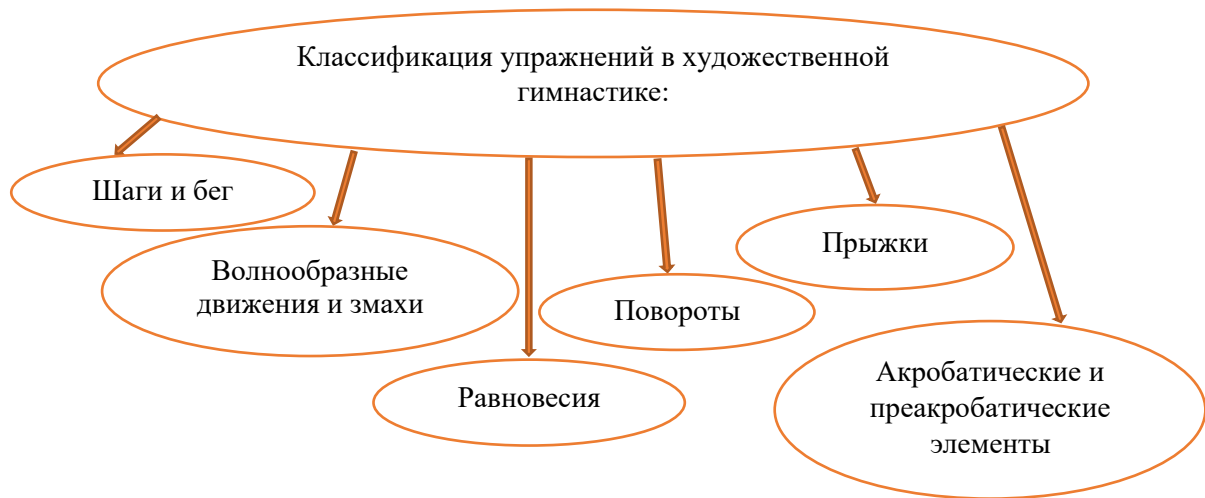 Классификация упражнений в художественной
гимнастике:
Шаги и бег
Волнообразные
движения и змахи
Равновесия
Повороты
Прыжки
Акробатические и
преакробатические
элементы